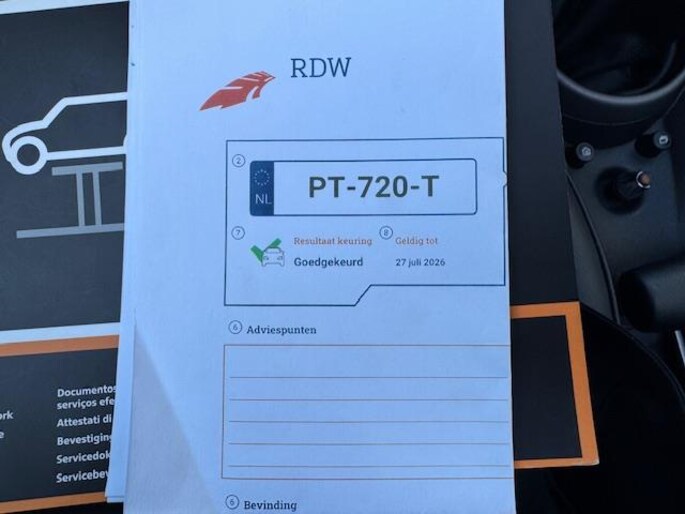 RDW
2
NL
PT-720-T
7
Resultaat keuring
8
Geldig tot
Goedgekeurd
27 juli 2026
6 Adviespunten
6 Bevinding
Documentos
serviços efe
Attestati di
Bevestiging
Servicedok
Servicebev
ork
e